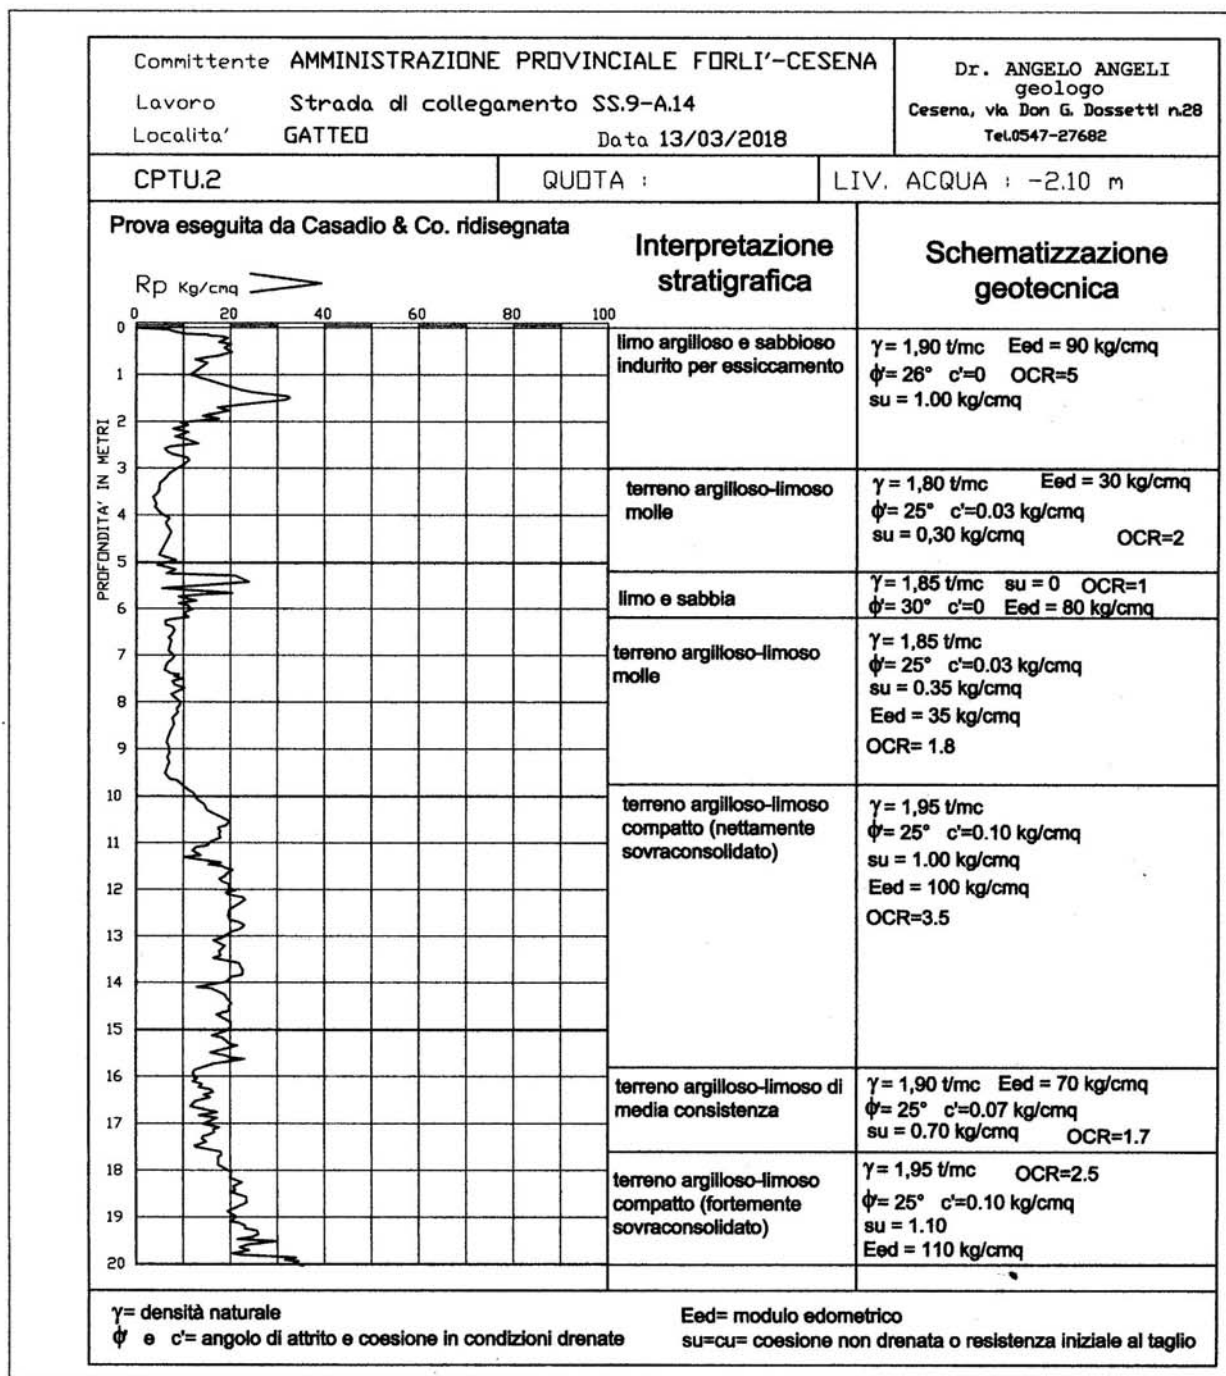 Committente AMMINISTRAZIONE PROVINCIALE FORLI'-CESENA
Lavoro Strada di collegamento SS.9-A.14
Localita' GATTEO Data 13/03/2018
Dr. ANGELO ANGELI
geologo
Cesena, via Don G. Dossetti n.28
Tel.0547-27682
CPTU.2 QUOTA : LIV. ACQUA : -2.10 m
Prova eseguita da Casadio & Co. ridisegnata
Rp Kg/cmq
Interpretazione
stratigrafica
Schematizzazione
geotecnica
0 20 40 60 80 100
PROFONDITA' IN METRI
0
1
2
3
4
5
6
7
8
9
10
11
12
13
14
15
16
17
18
19
20
limo argilloso e sabbioso
indurito per essiccamento
γ= 1,90 t/mc Eed = 90 kg/cmq
ϕ'= 26° c'=0 OCR=5
su = 1.00 kg/cmq
terreno argilloso-limoso
molle
γ= 1,80 t/mc Eed = 30 kg/cmq
ϕ'= 25° c'=0.03 kg/cmq
su = 0,30 kg/cmq OCR=2
limo e sabbia
γ= 1,85 t/mc su = 0 OCR=1
ϕ'= 30° c'=0 Eed = 80 kg/cmq
terreno argilloso-limoso
molle
γ= 1,85 t/mc
ϕ'= 25° c'=0.03 kg/cmq
su = 0.35 kg/cmq
Eed = 35 kg/cmq
OCR= 1.8
terreno argilloso-limoso
compatto (nettamente
sovraconsolidato)
γ= 1,95 t/mc
ϕ'= 25° c'=0.10 kg/cmq
su = 1.00 kg/cmq
Eed = 100 kg/cmq
OCR=3.5
terreno argilloso-limoso di
media consistenza
γ= 1,90 t/mc Eed = 70 kg/cmq
ϕ'= 25° c'=0.07 kg/cmq
su = 0.70 kg/cmq OCR=1.7
terreno argilloso-limoso
compatto (fortemente
sovraconsolidato)
γ= 1,95 t/mc OCR=2.5
ϕ'= 25° c'=0.10 kg/cmq
su = 1.10
Eed = 110 kg/cmq
γ= densità naturale
ϕ' e c'= angolo di attrito e coesione in condizioni drenate
Eed= modulo edometrico
su=cu= coesione non drenata o resistenza iniziale al taglio